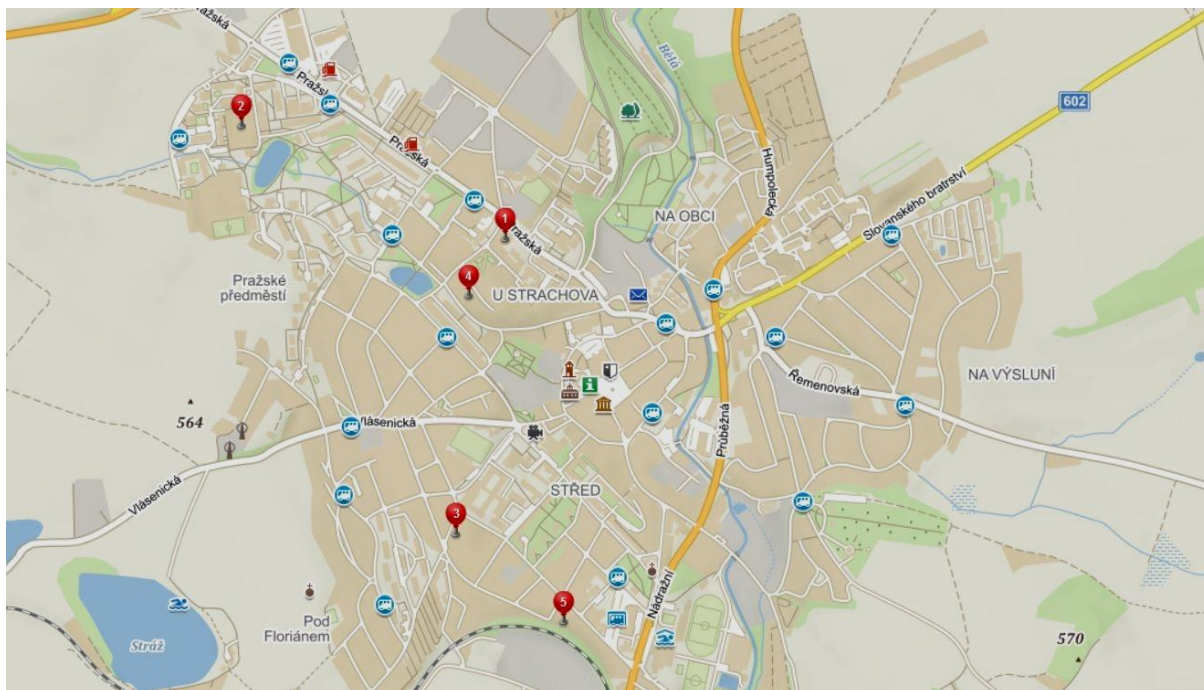 Pražská
Pražská
Pražská
Pražská
Bělá
602
2
1
4
Humpolecká
Slovanského bratrství
NA OBCI
Pražské
předměstí
U STRACHOVA
NA VÝSLUNÍ
Řemenovská
564
Vlásenická
Vlásenická
Průběžná
STŘED
3
5
Nádražní
Pod
Floriánem
Stráž
570